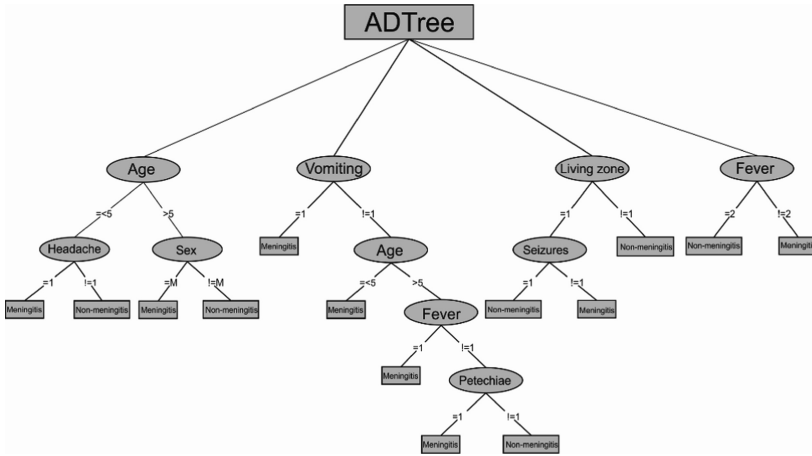 ADTree
Age
Vomiting
Living zone
Fever
=<5
>5
=1
!=1
=1
!=1
=2
!=2
Headache
Sex
Meningitis
Age
Seizures
Non-meningitis
Non-meningitis
Meningiti
=1
!=1
=M
!=M
=<5
>5
=1
!=1
Meningitis
Non-meningitis
Meningitis
Non-meningitis
Meningitis
Fever
Non-meningitis
Meningitis
=1
!=1
Meningitis
Petechiae
=1
!=1
Meningitis
Non-meningitis